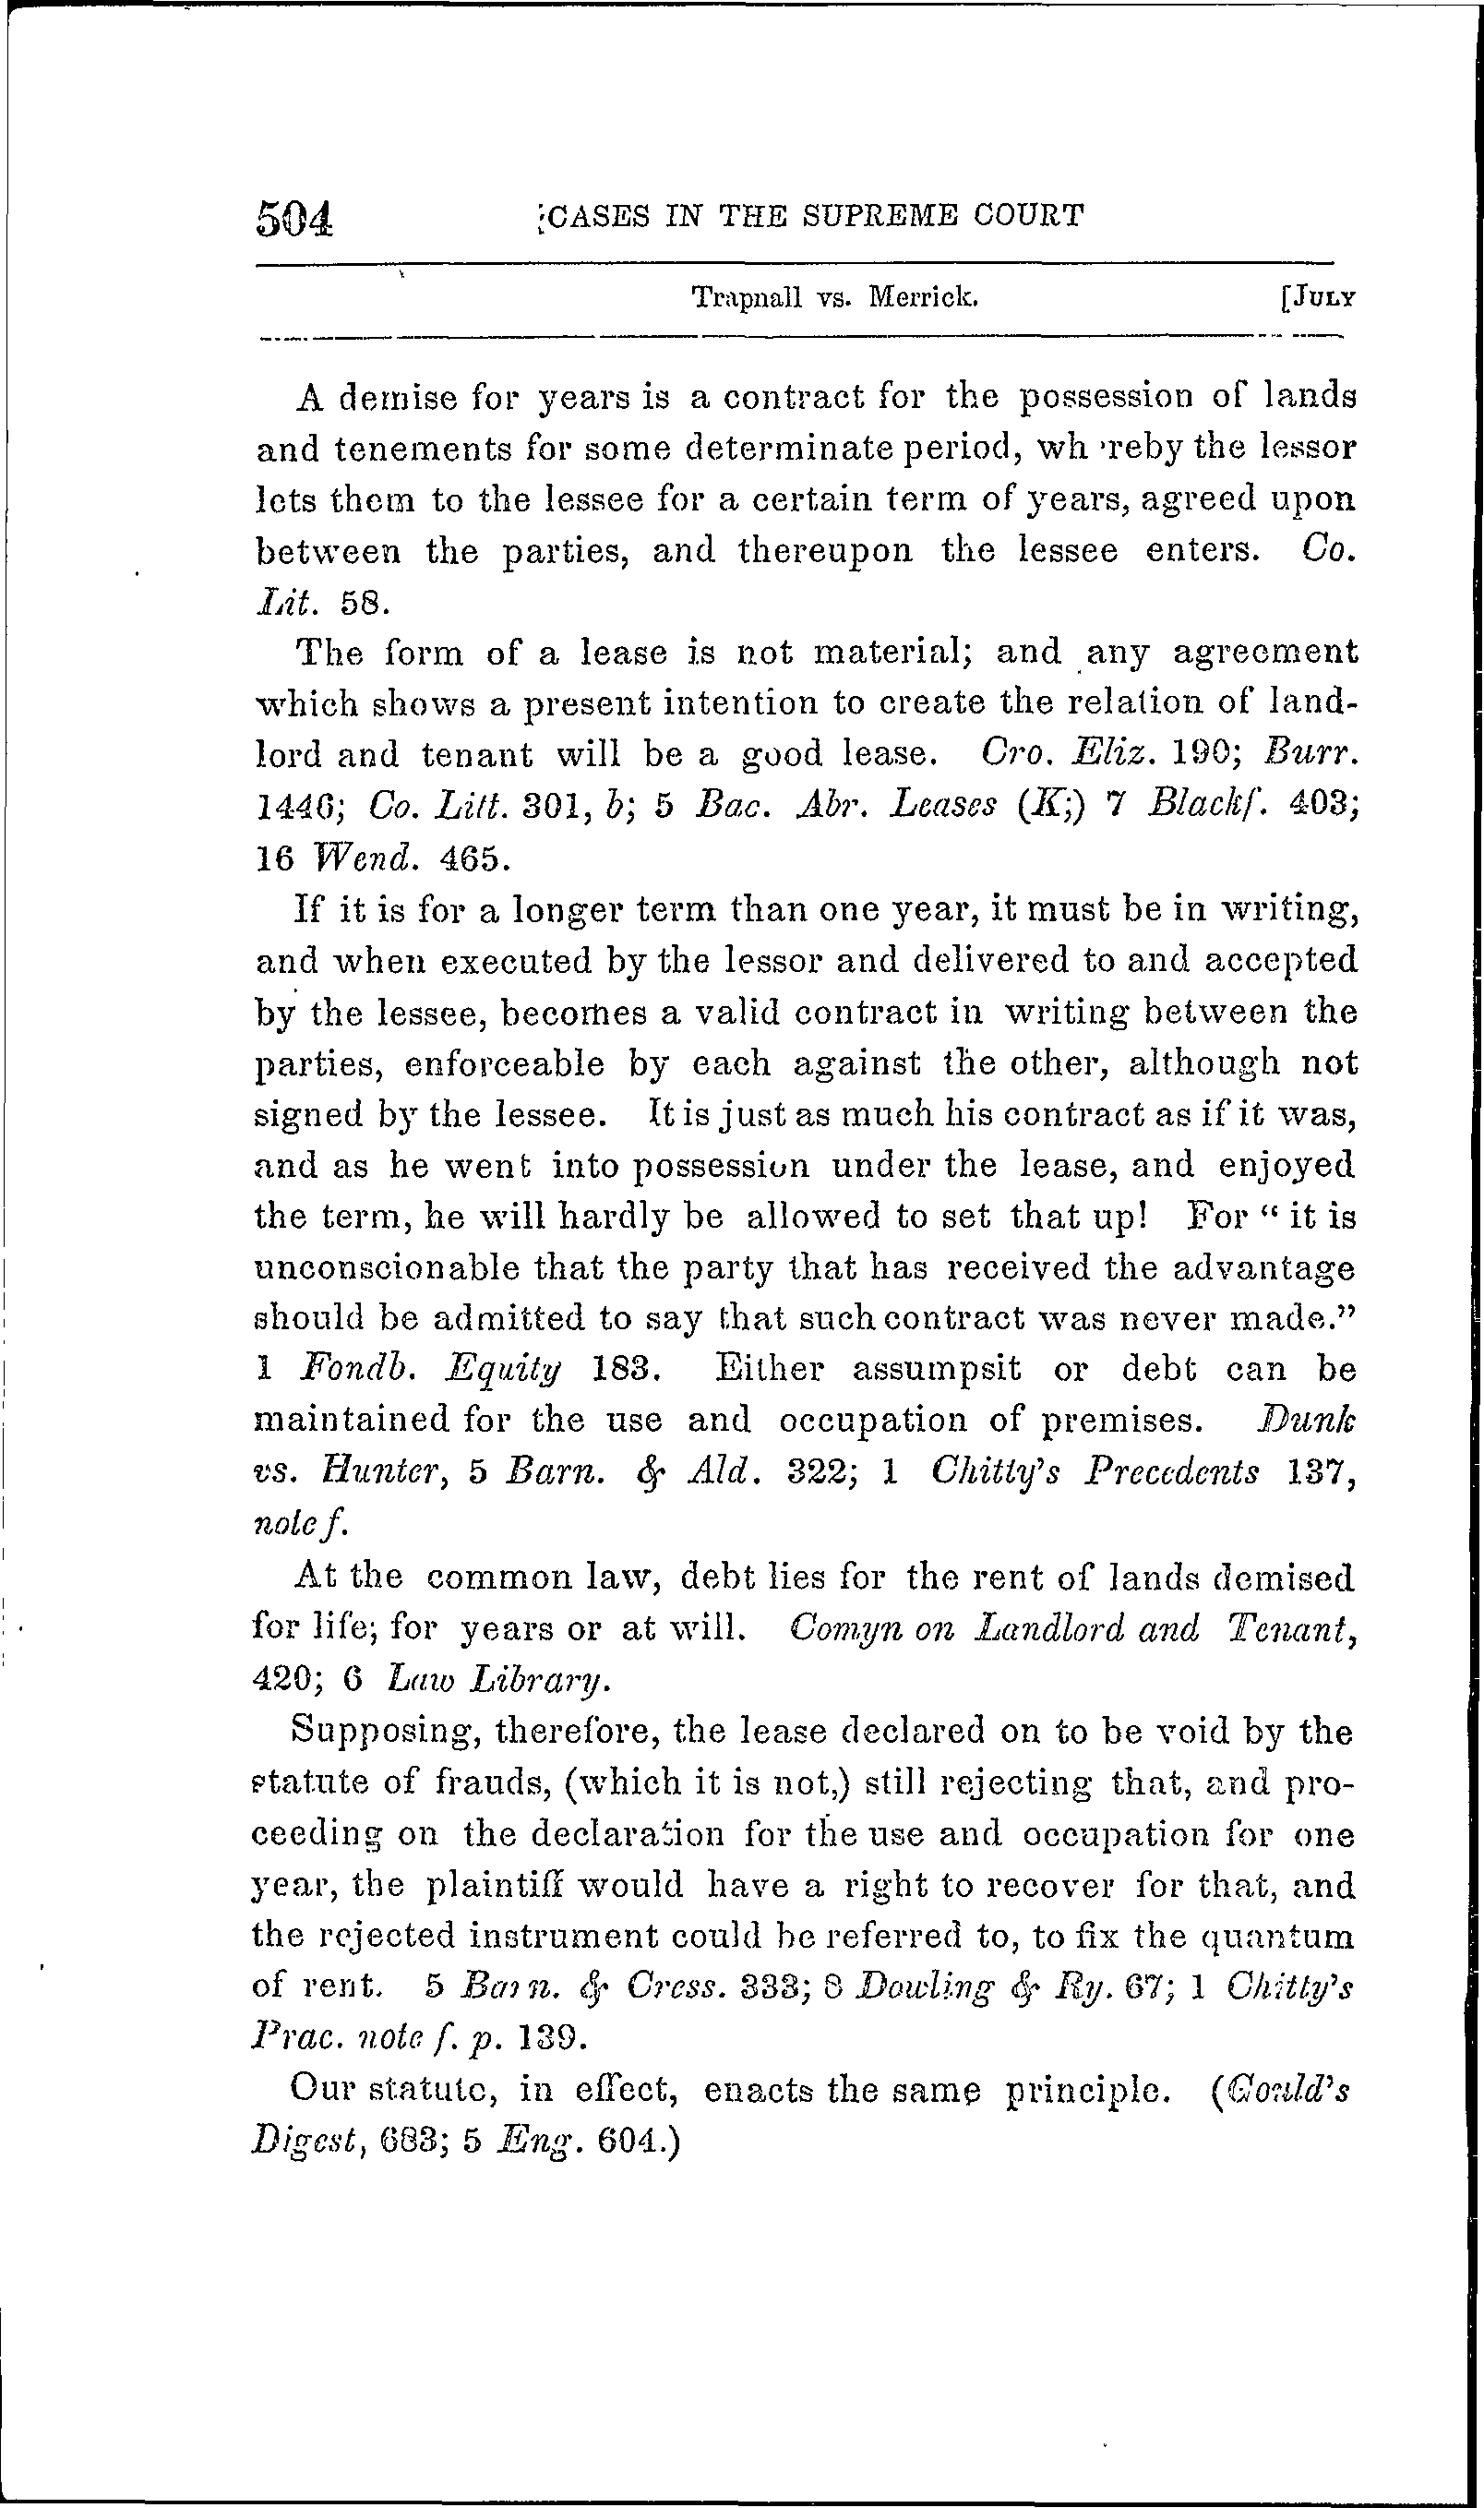 504 CASES IN THE SUPREME COURT
Trapnall vs. Merrick. [JULY
A demise for years is a contract for the possession of lands
and tenements for some determinate period, wh reby the lessor
lets them to the lessee for a certain term of years, agreed upon
between the parties, and thereupon the lessee enters. Co.
Lit. 58.
The form of a lease is not material; and any agreement
which shows a present intention to create the relation of land-
lord and tenant will be a good lease. Cro. Eliz. 190; Burr.
1446; Co. Litt. 301, b; 5 Bac. Abr. Leases (K;) 7 Blackf. 403;
16 Wend. 465.
If it is for a longer term than one year, it must be in writing,
and when executed by the lessor and delivered to and accepted
by the lessee, becomes a valid contract in writing between the
parties, enforceable by each against the other, although not
signed by the lessee. It is just as much his contract as if it was,
and as he went into possession under the lease, and enjoyed
the term, he will hardly be allowed to set that up! For “ it is
unconscionable that the party that has received the advantage
should be admitted to say that such contract was never made.”
1 Fondb. Equity 183. Either assumpsit or debt can be
maintained for the use and occupation of premises. Dunk
vs. Hunter, 5 Barn. & Ald. 322; 1 Chitty's Precedents 137,
note f.
At the common law, debt lies for the rent of lands demised
for life; for years or at will. Comyn on Landlord and Tenant,
420; 6 Law Library.
Supposing, therefore, the lease declared on to be void by the
statute of frauds, (which it is not,) still rejecting that, and pro-
ceeding on the declaration for the use and occupation for one
year, the plaintiff would have a right to recover for that, and
the rejected instrument could be referred to, to fix the quantum
of rent. 5 Barn. & Cress. 333; 8 Dowling & Ry. 67; 1 Chitty's
Prac. note f. p. 139.
Our statute, in effect, enacts the same principle. (Gould's
Digest, 683; 5 Eng. 604.)